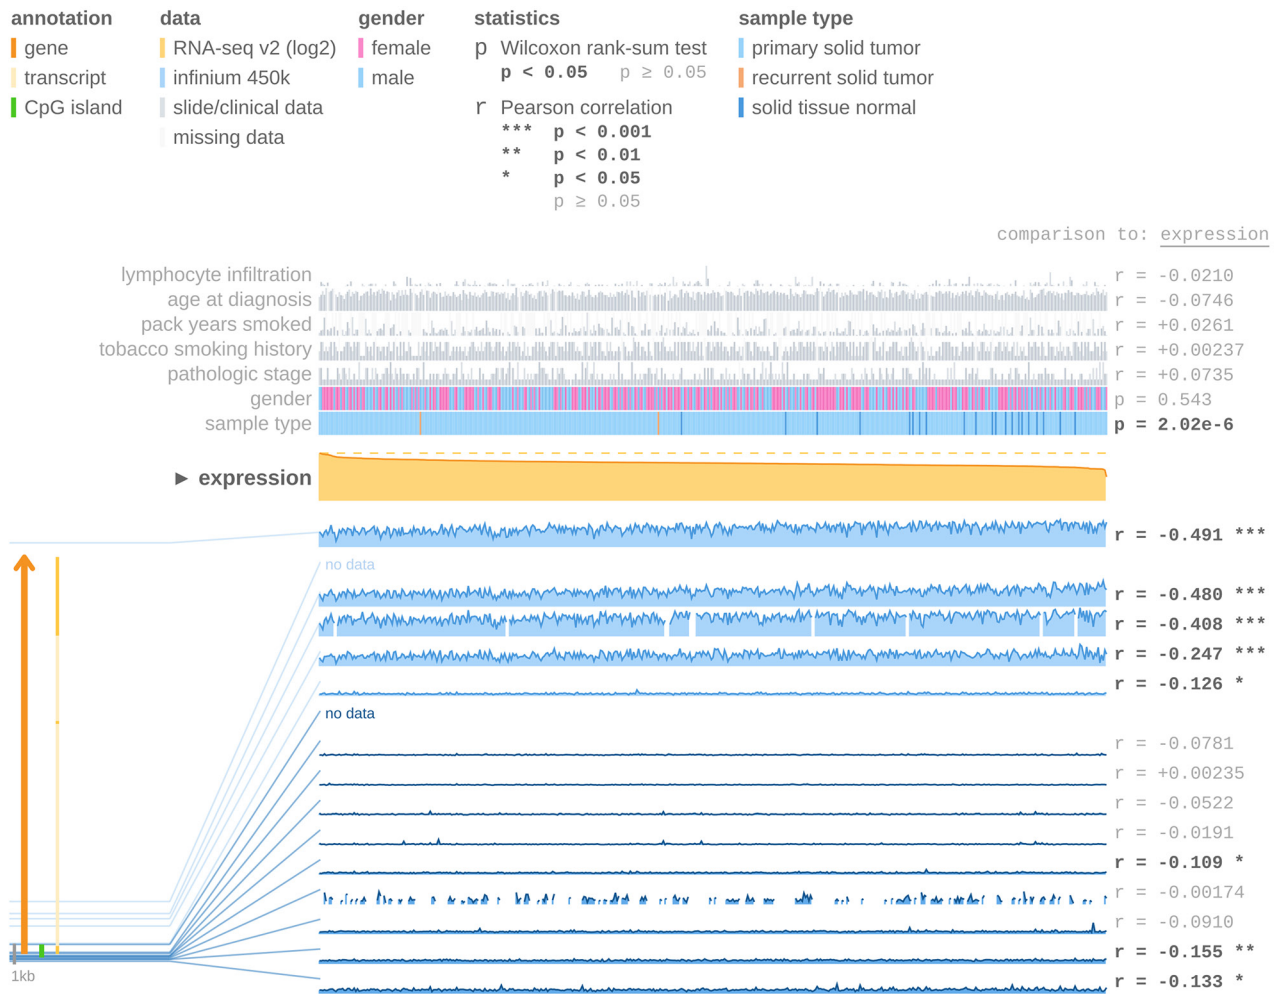 annotation
gene
transcript
CpG island
data
RNA-seq v2 (log2)
infinium 450k
slide/clinical data
missing data
gender
female
male
statistics
p Wilcoxon rank-sum test
p < 0.05 p ≥ 0.05
r Pearson correlation
*** p < 0.001
** p < 0.01
* p < 0.05
p ≥ 0.05
sample type
primary solid tumor
recurrent solid tumor
solid tissue normal
comparison to: expression
lymphocyte infiltration r = -0.0210
age at diagnosis r = -0.0746
pack years smoked r = +0.0261
tobacco smoking history r = +0.00237
pathologic stage r = +0.0735
gender p = 0.543
sample type p = 2.02e-6
► expression
r = -0.491 ***
no data
r = -0.480 ***
r = -0.408 ***
r = -0.247 ***
r = -0.126 *
no data
r = -0.0781
r = +0.00235
r = -0.0522
r = -0.0191
r = -0.109 *
r = -0.00174
r = -0.0910
r = -0.155 **
1kb
r = -0.133 *